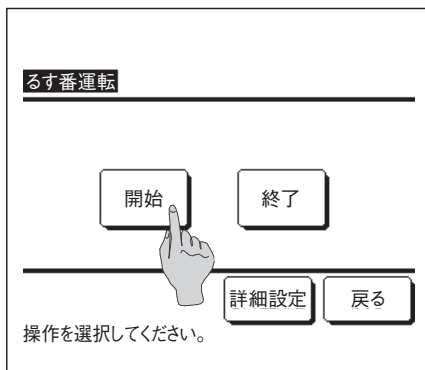 るす番運転
開始 終了
詳細設定 戻る
操作を選択してください。